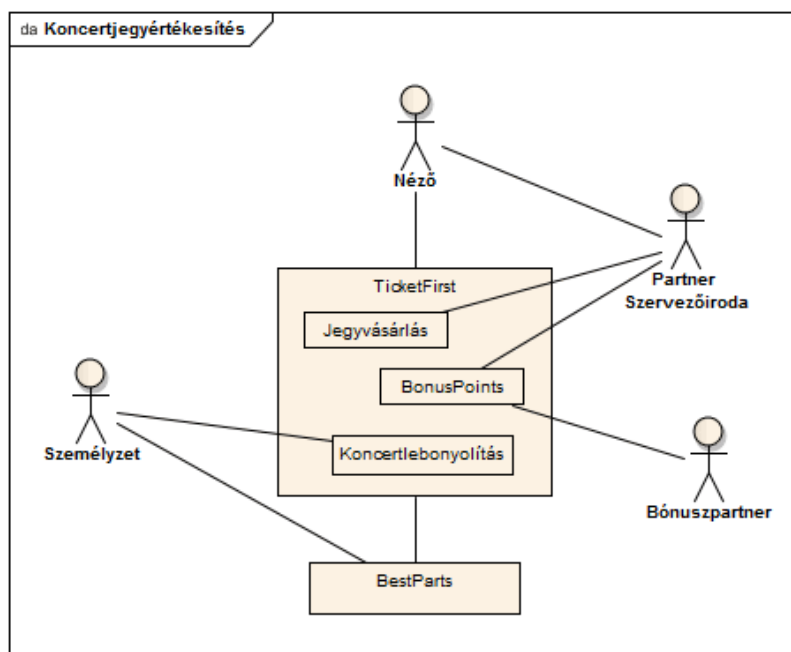 da Koncertjegyértékesítés
Néző
Partner
Szervezőiroda
TicketFirst
Jegyvásárlás
BonusPoints
Személyzet
Koncertlebonyolítás
Bónuszpartner
BestParts